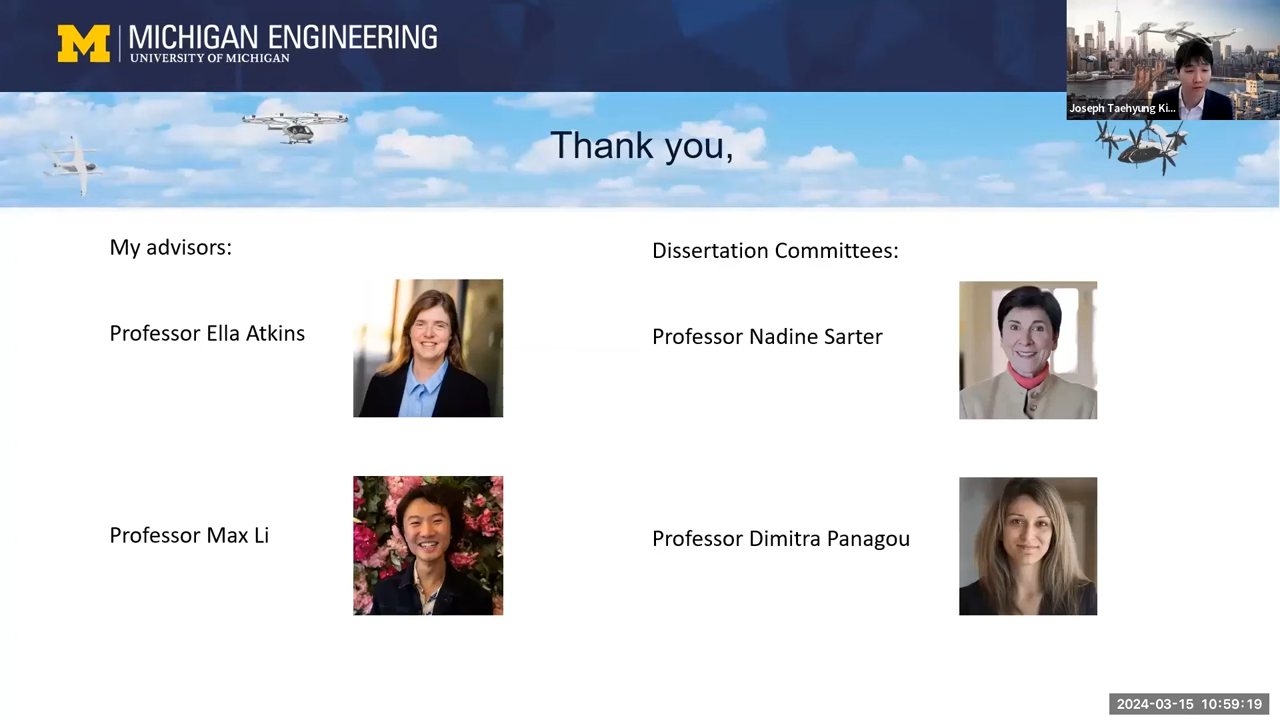 MICHIGAN ENGINEERING
UNIVERSITY OF MICHIGAN
Joseph Taehyung Ki...
Thank you,
My advisors:
Professor Ella Atkins
Professor Max Li
Dissertation Committees:
Professor Nadine Sarter
Professor Dimitra Panagou
2024-03-15 10:59:19